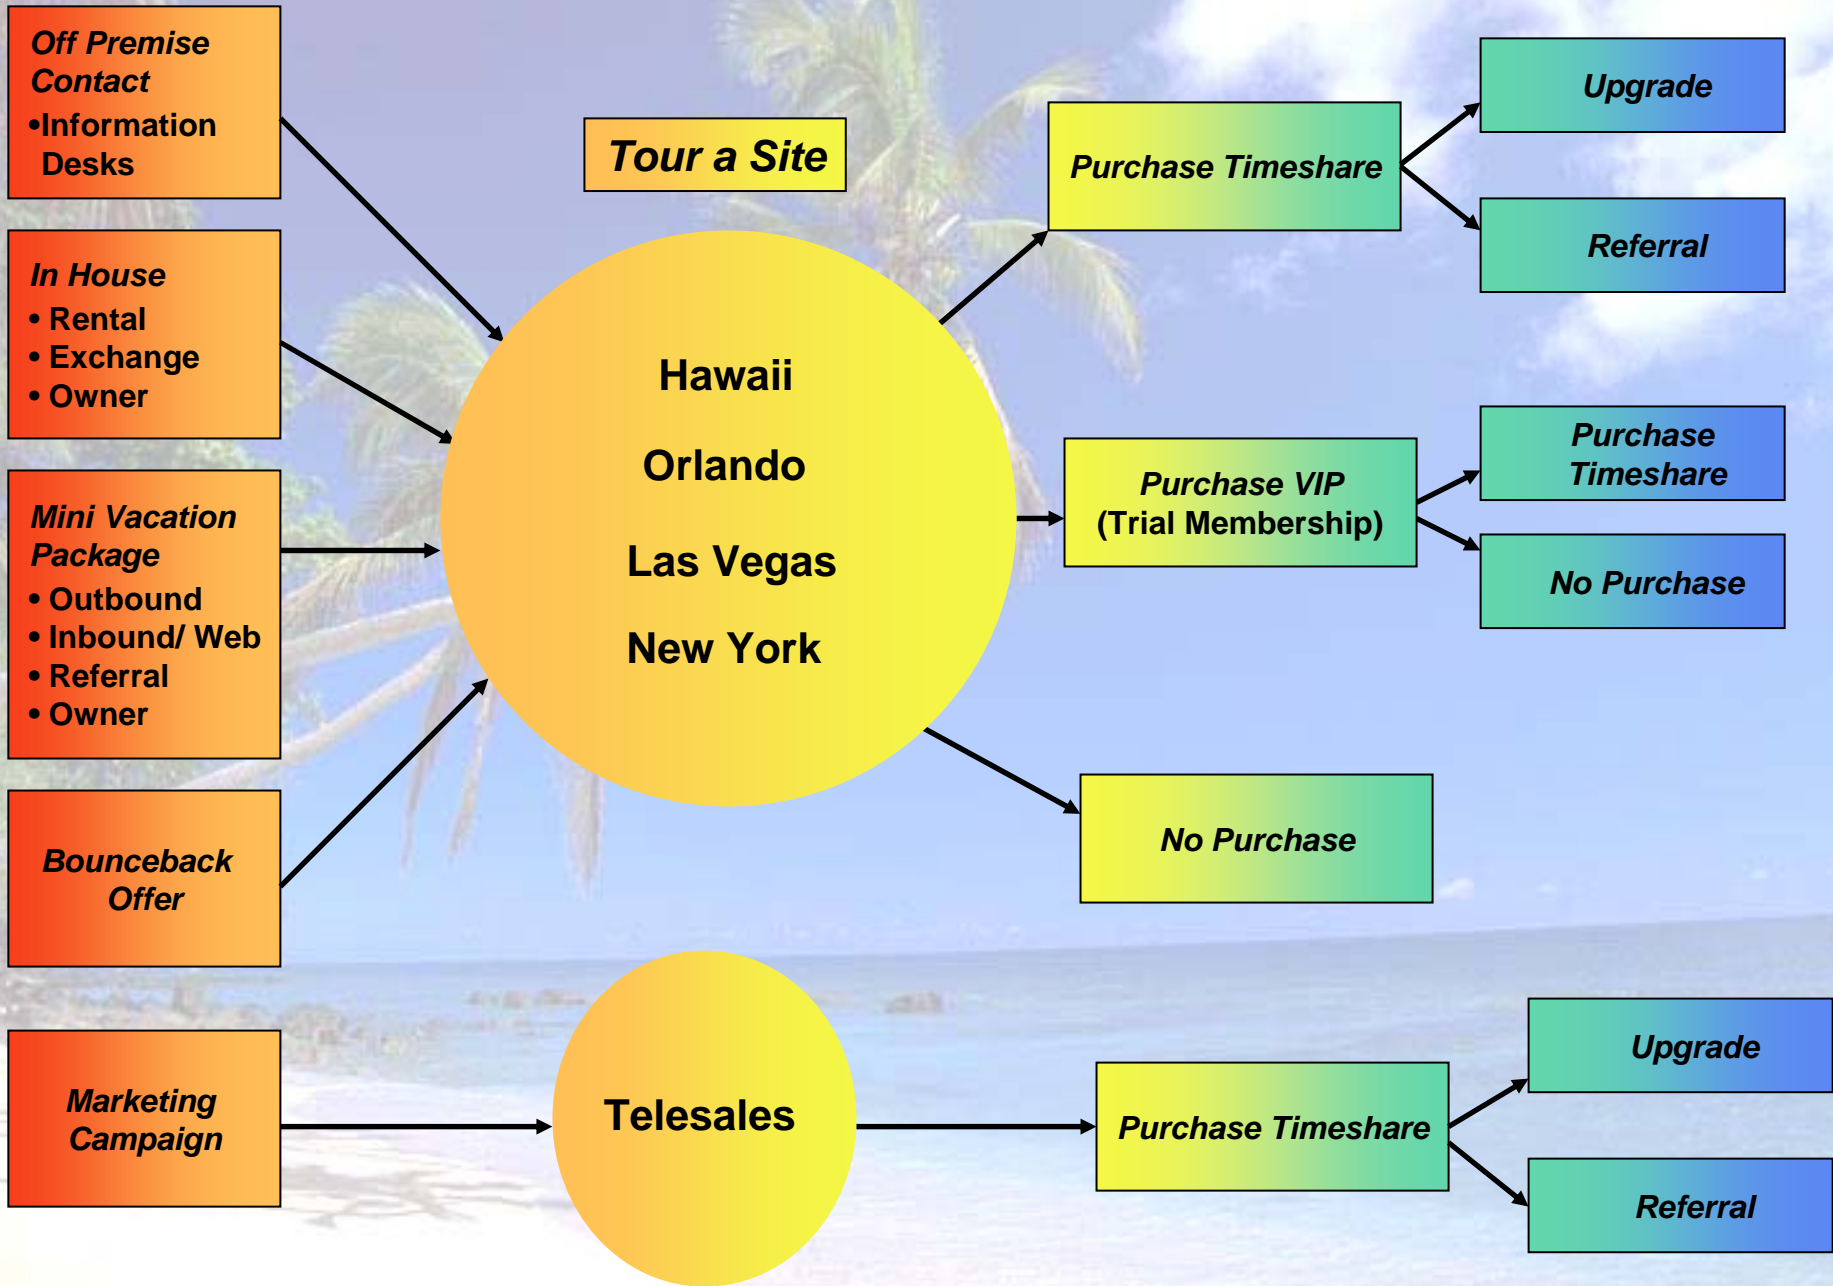 Off Premise
Contact
•Information
Desks
In House
• Rental
• Exchange
• Owner
Mini Vacation
Package
• Outbound
• Inbound/ Web
• Referral
• Owner
Bounceback
Offer
Marketing
Campaign
Tour a Site
Hawaii
Orlando
Las Vegas
New York
Telesales
Purchase Timeshare
Purchase VIP
(Trial Membership)
No Purchase
Purchase Timeshare
Upgrade
Referral
Purchase
Timeshare
No Purchase
Upgrade
Referral